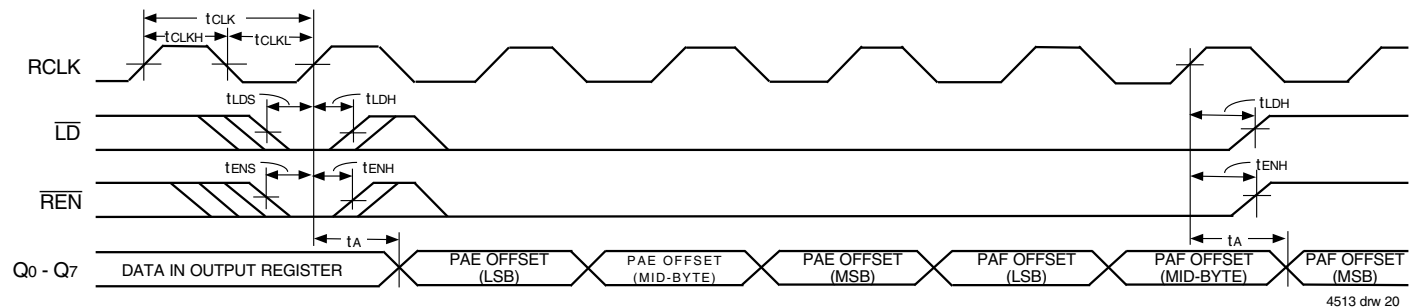 tCLK
tCLKH
tCLKL
RCLK
tLDS
tLDH
tLDH
LD
tENS
tENH
tENH
REN
tA
tA
Q0 - Q7
DATA IN OUTPUT REGISTER
PAE OFFSET
(LSB)
PAE OFFSET
(MID-BYTE)
PAE OFFSET
(MSB)
PAF OFFSET
(LSB)
PAF OFFSET
(MID-BYTE)
PAF OFFSET
(MSB)
4513 drw 20